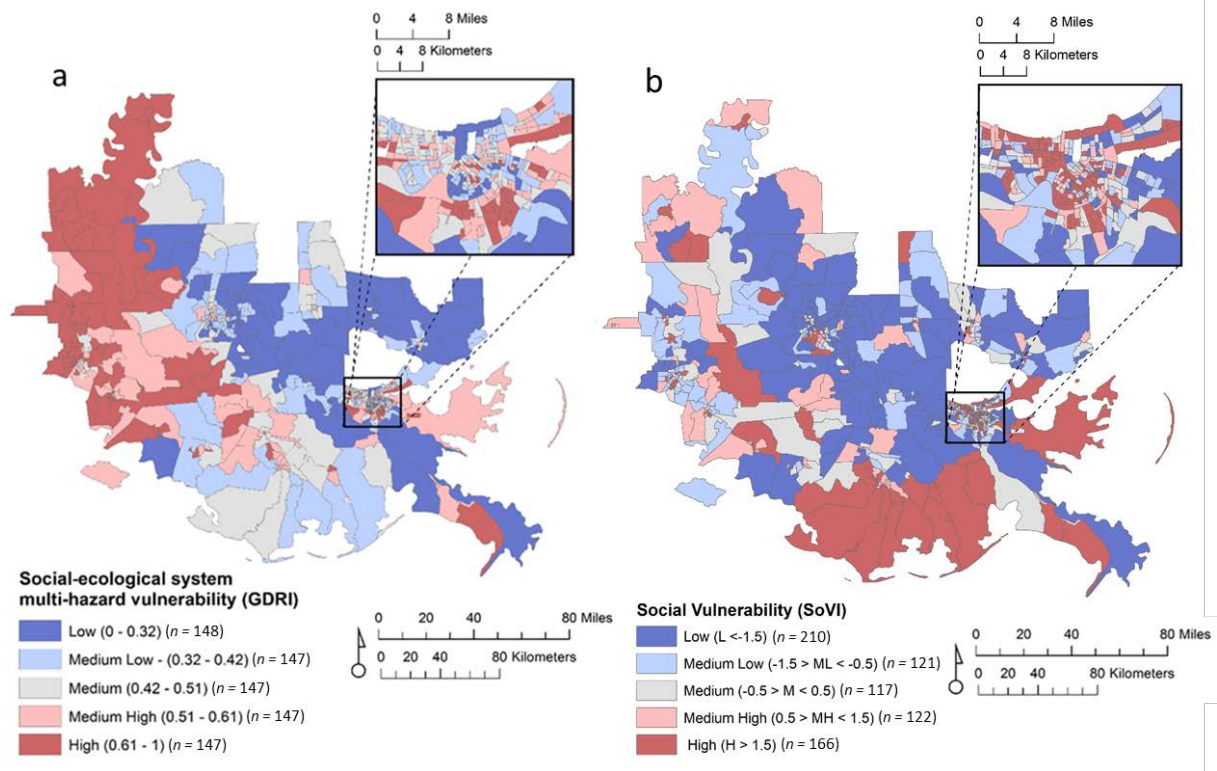 0 4 8 Miles
0 4 8 Kilometers
a
0 4 8 Miles
0 4 8 Kilometers
b
Social-ecological system
multi-hazard vulnerability (GDRI)
Low (0 - 0.32) (n = 148)
Medium Low - (0.32 - 0.42) (n = 147)
Medium (0.42 - 0.51) (n = 147)
Medium High (0.51 - 0.61) (n = 147)
High (0.61 - 1) (n = 147)
0 20 40 80 Miles
0 20 40 80 Kilometers
Social Vulnerability (SoVI)
Low (L <-1.5) (n = 210)
Medium Low (-1.5 > ML < -0.5) (n = 121)
Medium (-0.5 > M < 0.5) (n = 117)
Medium High (0.5 > MH < 1.5) (n = 122)
High (H > 1.5) (n = 166)
0 20 40 80 Miles
0 20 40 80 Kilometers